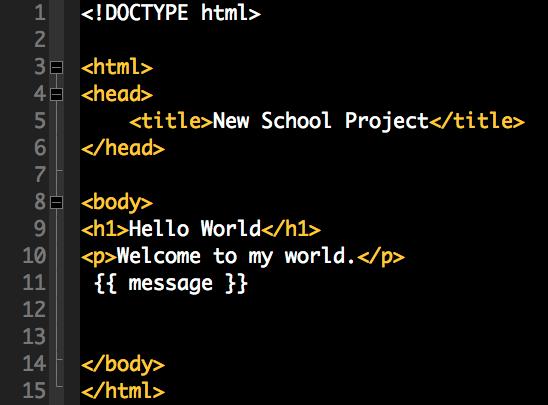 1 <!DOCTYPE html>
2
3 <html>
4 <head>
5     <title>New School Project</title>
6 </head>
7
8 <body>
9 <h1>Hello World</h1>
10 <p>Welcome to my world.</p>
11  {{ message }}
12
13
14 </body>
15 </html>